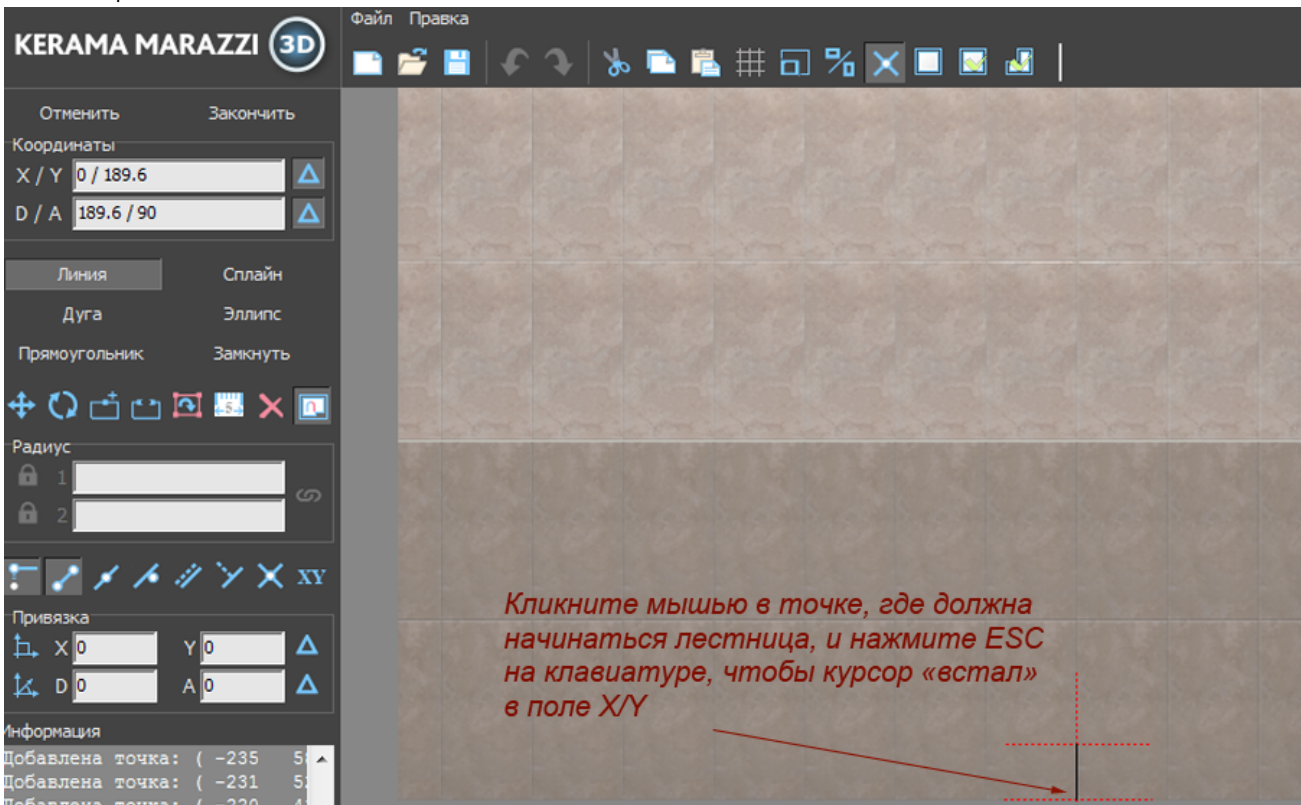 Файл Правка
KERAMA MARAZZI 3D
Отменить Закончить
Координаты
X / Y 0 / 189.6
D / A 189.6 / 90
Линия Сплайн
Дуга Эллипс
Прямоугольник Замкнуть
5
Радиус
1
2
XY
Привязка
X 0 Y 0
D 0 A 0
Информация
Добавлена точка: ( -235
Добавлена точка: ( -231
Кликните мышью в точке, где должна
начинаться лестница, и нажмите ESC
на клавиатуре, чтобы курсор «встал»
в поле X/Y